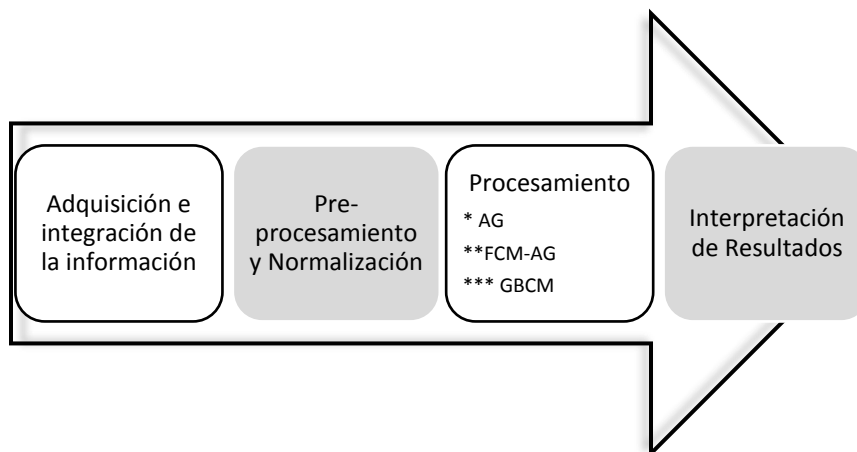 Adquisición e
integración de
la información
Pre-
procesamiento
y Normalización
Procesamiento
* AG
**FCM-AG
*** GBCM
Interpretación
de Resultados